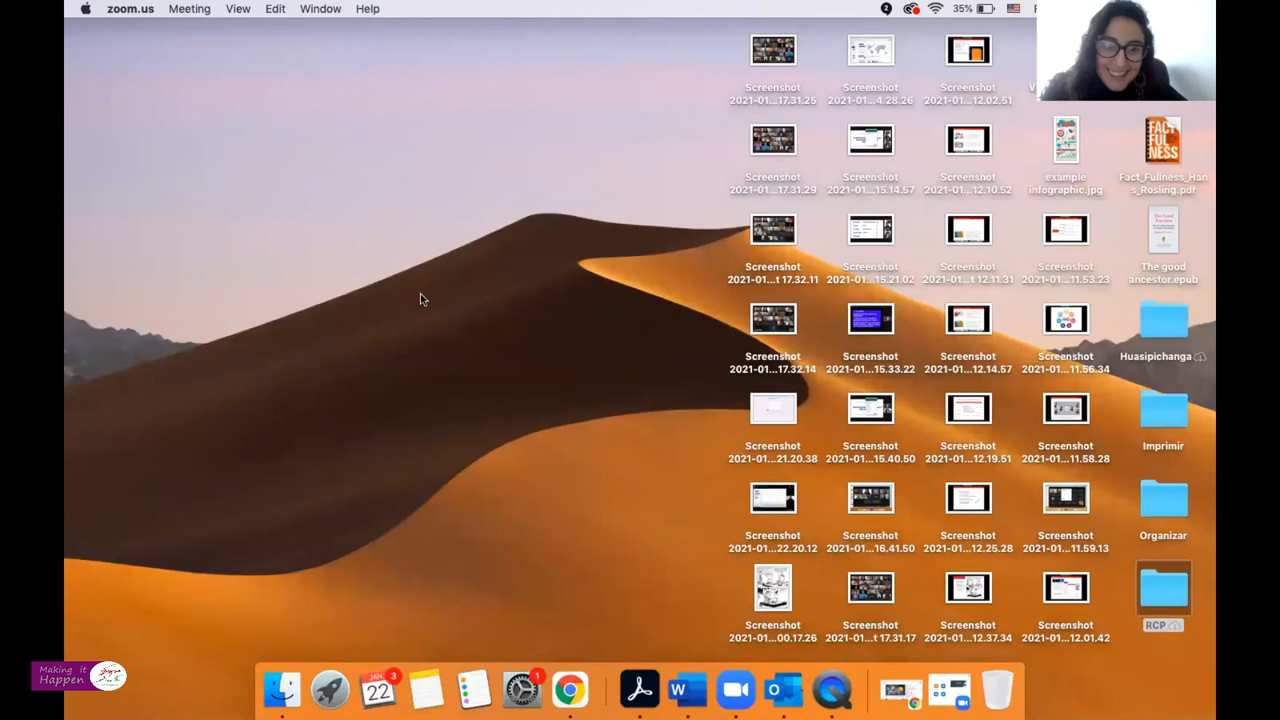 zoom.us Meeting View Edit Window Help
2
35%
Screenshot
2021-01...17.31.25
Screenshot
2021-01...4.28.26
Screenshot
2021-01...12.02.51
Screenshot
2021-01...17.31.29
Screenshot
2021-01...15.14.57
Screenshot
2021-01...12.10.52
example
infographic.jpg
FACT
FUL
NESS
Fact_Fullness_Han
s_Rosling.pdf
Screenshot
2021-01...t 17.32.11
Screenshot
2021-01...15.21.02
Screenshot
2021-01...t 12.11.31
Screenshot
2021-01...11.53.23
The good
ancestor.epub
Screenshot
2021-01...17.32.14
Screenshot
2021-01...15.33.22
Screenshot
2021-01...12.14.57
Screenshot
2021-01...11.56.34
Huasipichanga
Screenshot
2021-01...21.20.38
Screenshot
2021-01...15.40.50
Screenshot
2021-01...12.19.51
Screenshot
2021-01...11.58.28
Imprimir
Screenshot
2021-01...22.20.12
Screenshot
2021-01...16.41.50
Screenshot
2021-01...12.25.28
Screenshot
2021-01...11.59.13
Organizar
Screenshot
2021-01...00.17.26
Screenshot
2021-01...t 17.31.17
Screenshot
2021-01...12.37.34
Screenshot
2021-01...12.01.42
RCP
Making it
Happen
JAN
22
3
1
W
O